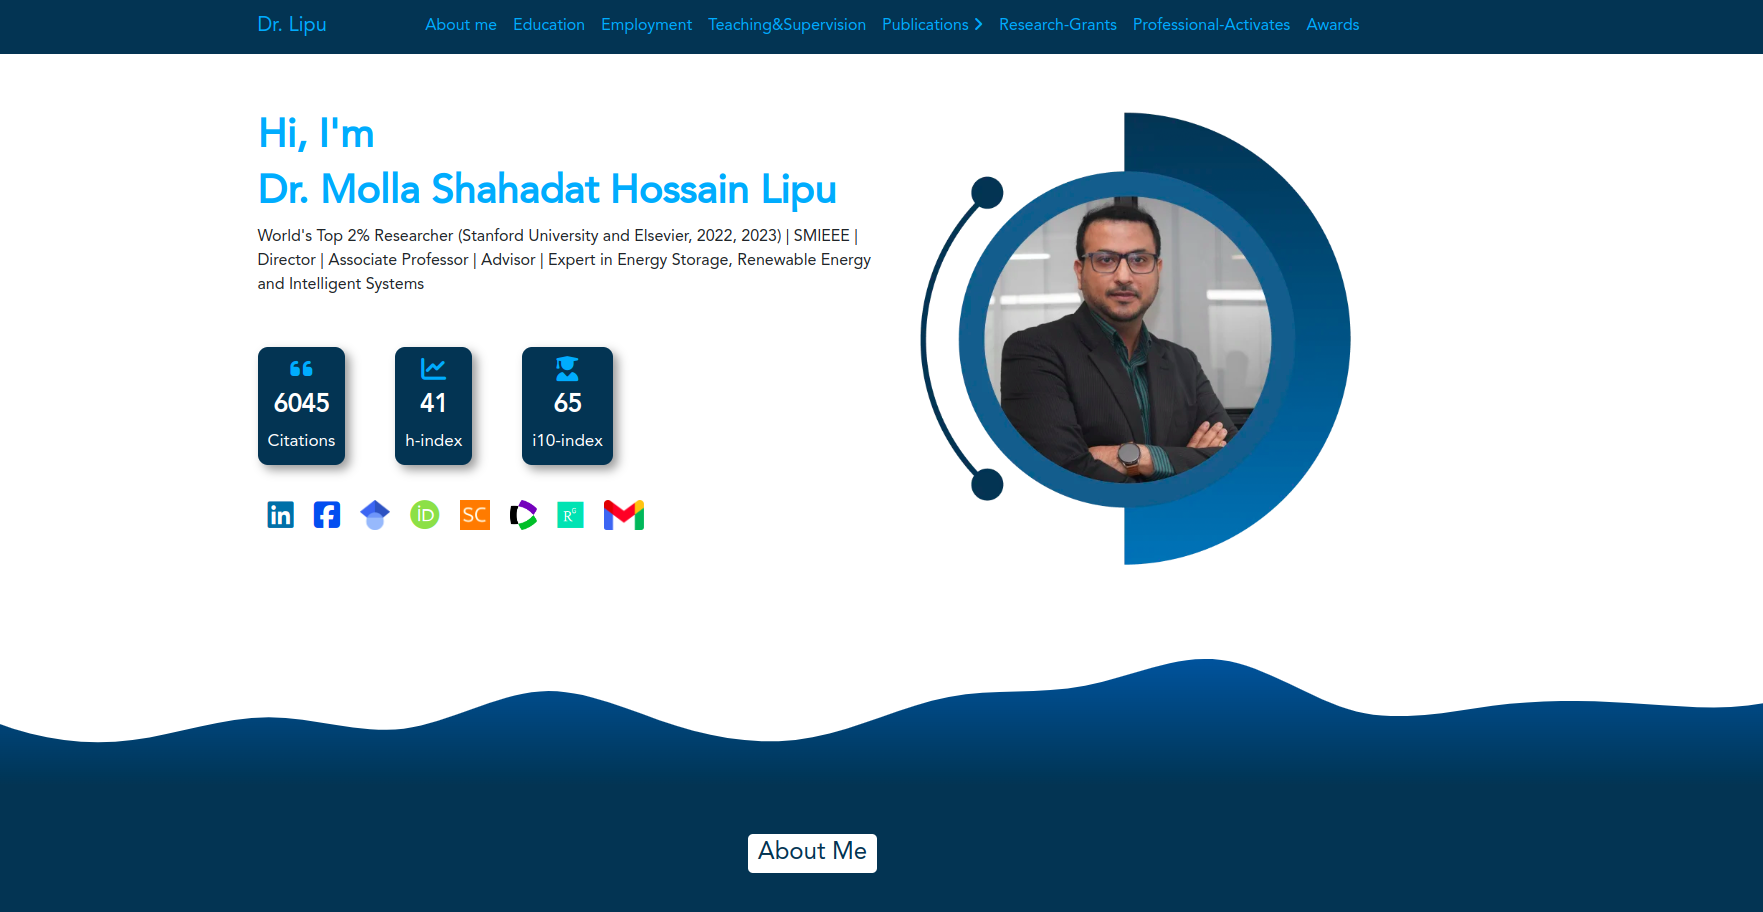 Dr. Lipu
About me Education Employment Teaching&Supervision Publications Research-Grants Professional-Activates Awards
Hi, I'm
Dr. Molla Shahadat Hossain Lipu
World's Top 2% Researcher (Stanford University and Elsevier, 2022, 2023) | SMIEEE |
Director | Associate Professor | Advisor | Expert in Energy Storage, Renewable Energy
and Intelligent Systems
6045
Citations
41
h-index
65
i10-index
in
f
iD
SC
RG
About Me